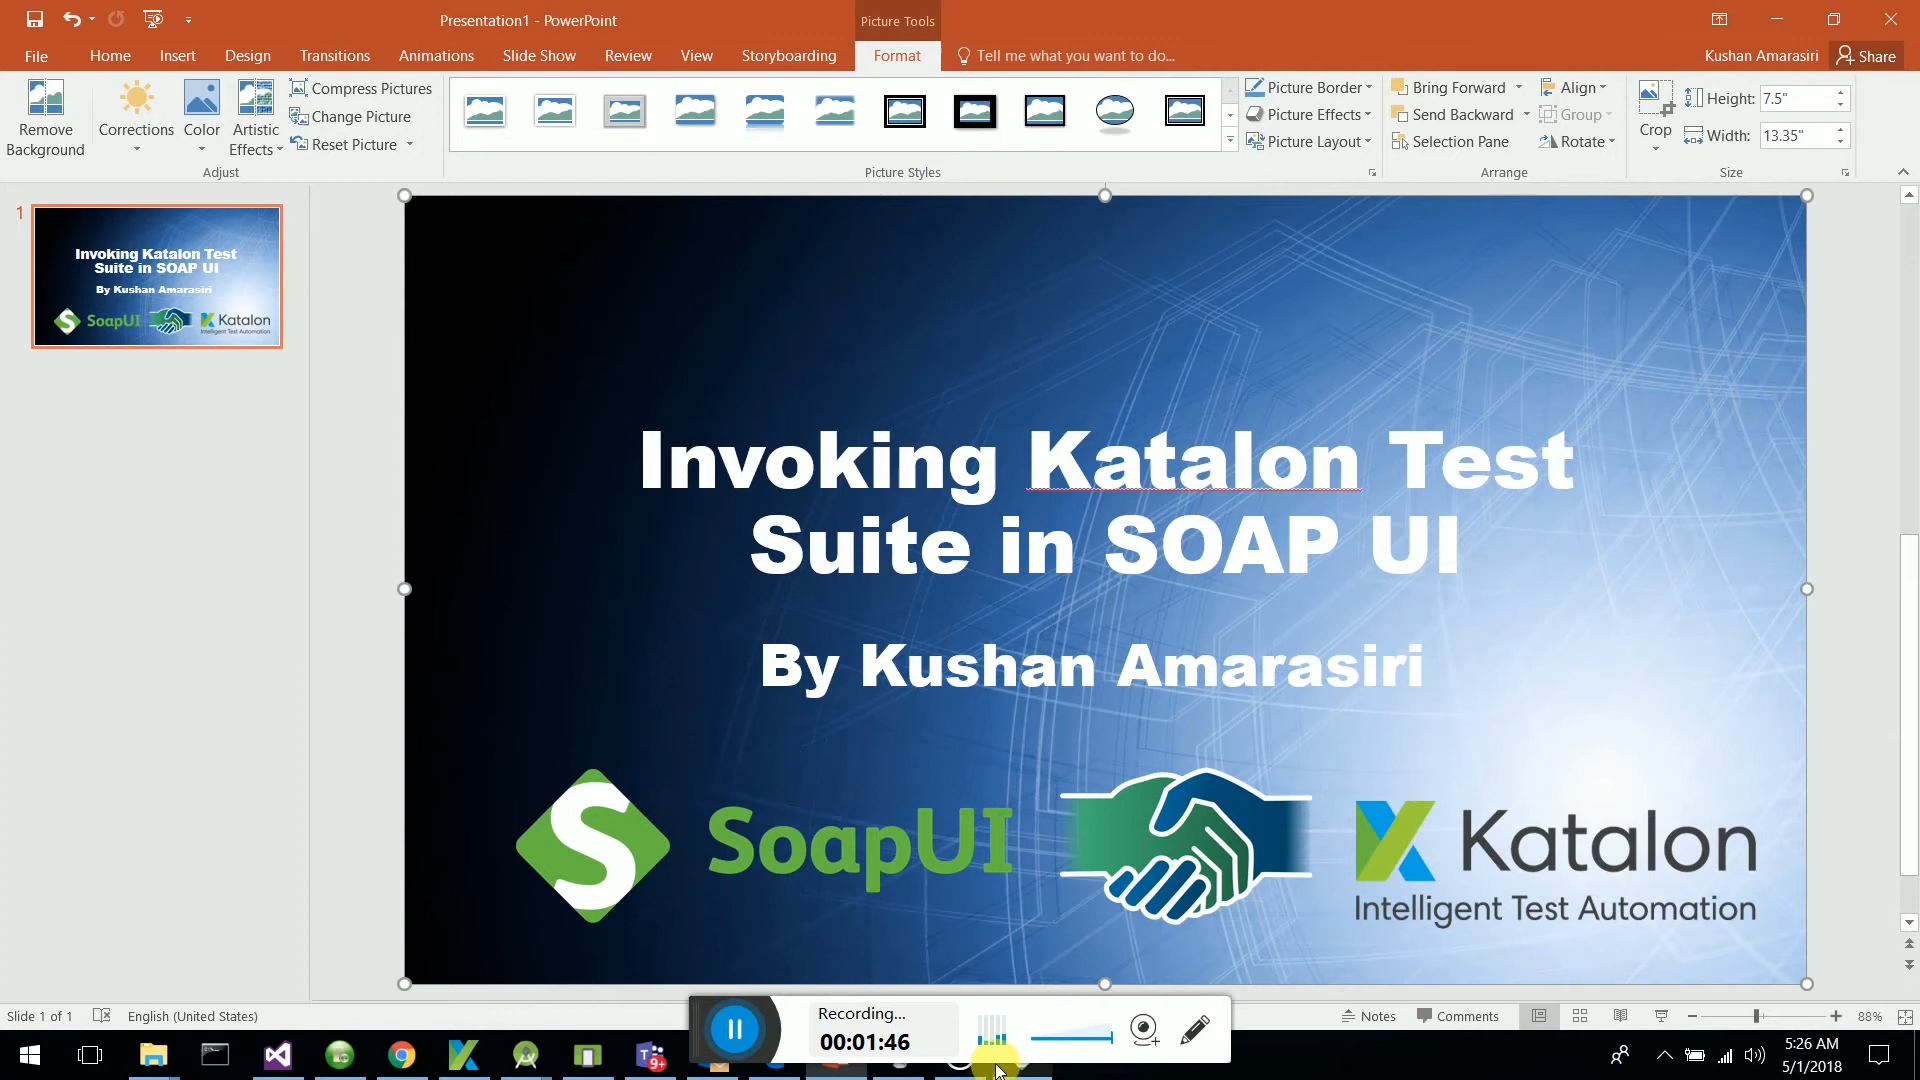 Presentation1 - PowerPoint
Picture Tools
File
Home
Insert
Design
Transitions
Animations
Slide Show
Review
View
Storyboarding
Format
Tell me what you want to do...
Kushan Amarasiri
Share
Remove Background
Corrections
Color
Artistic Effects
Compress Pictures
Change Picture
Reset Picture
Adjust
Picture Styles
Picture Border
Picture Effects
Picture Layout
Bring Forward
Send Backward
Selection Pane
Align
Group
Rotate
Arrange
Crop
Height: 7.5"
Width: 13.35"
Size
1
Invoking Katalon Test
Suite in SOAP UI
By Kushan Amarasiri
SoapUI
Katalon
Intelligent Test Automation
Invoking Katalon Test
Suite in SOAP UI
By Kushan Amarasiri
S SoapUI
Katalon
Intelligent Test Automation
Slide 1 of 1
English (United States)
Recording...
00:01:46
Notes
Comments
88%
9+
5:26 AM
5/1/2018